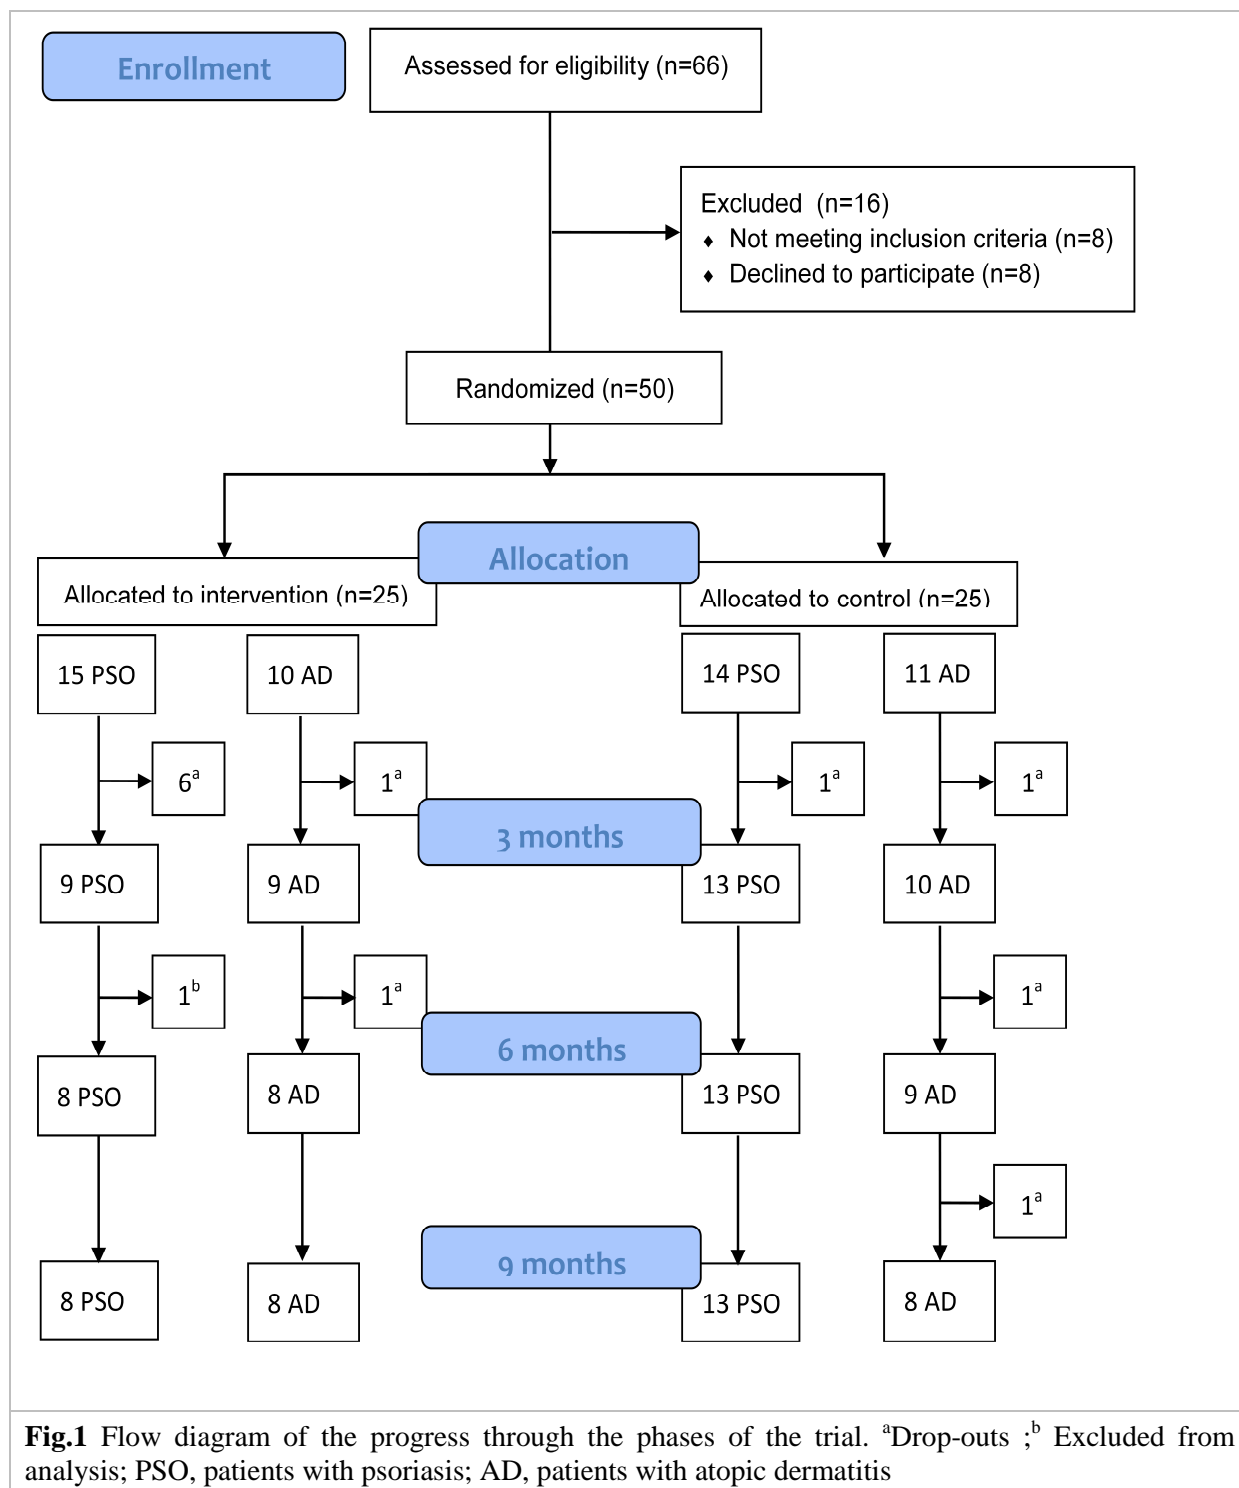 Enrollment
Assessed for eligibility (n=66)
Excluded (n=16)
♦ Not meeting inclusion criteria (n=8)
♦ Declined to participate (n=8)
Randomized (n=50)
Allocation
Allocated to intervention (n=25)
Allocated to control (n=25)
15 PSO
10 AD
14 PSO
11 AD
6ᵃ
1ᵃ
1ᵃ
1ᵃ
3 months
9 PSO
9 AD
13 PSO
10 AD
1ᵇ
1ᵃ
1ᵃ
6 months
8 PSO
8 AD
13 PSO
9 AD
1ᵃ
9 months
8 PSO
8 AD
13 PSO
8 AD
Fig.1 Flow diagram of the progress through the phases of the trial. ᵃDrop-outs ;ᵇ Excluded from
analysis; PSO, patients with psoriasis; AD, patients with atopic dermatitis